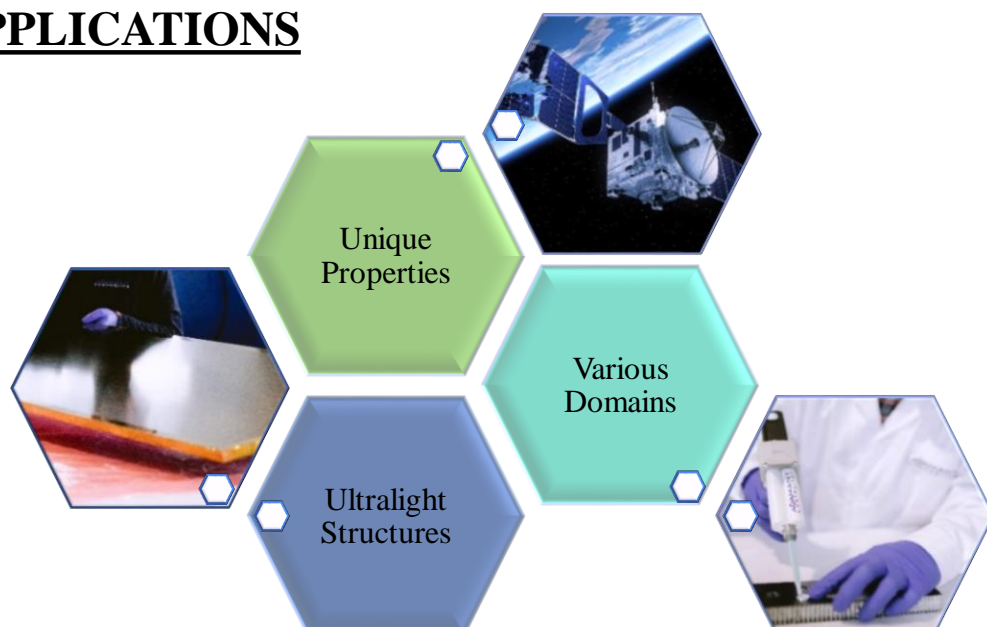 PPLICATIONS
Unique
Properties
Various
Domains
Ultralight
Structures